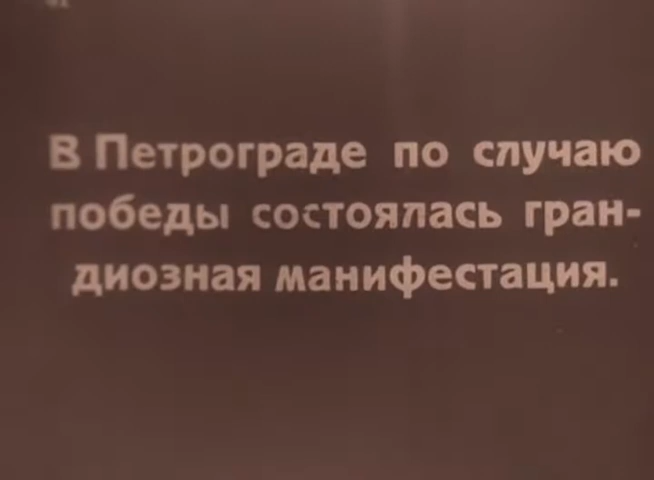 В Петрограде по случаю
победы состоялась гран-
диозная манифестация.